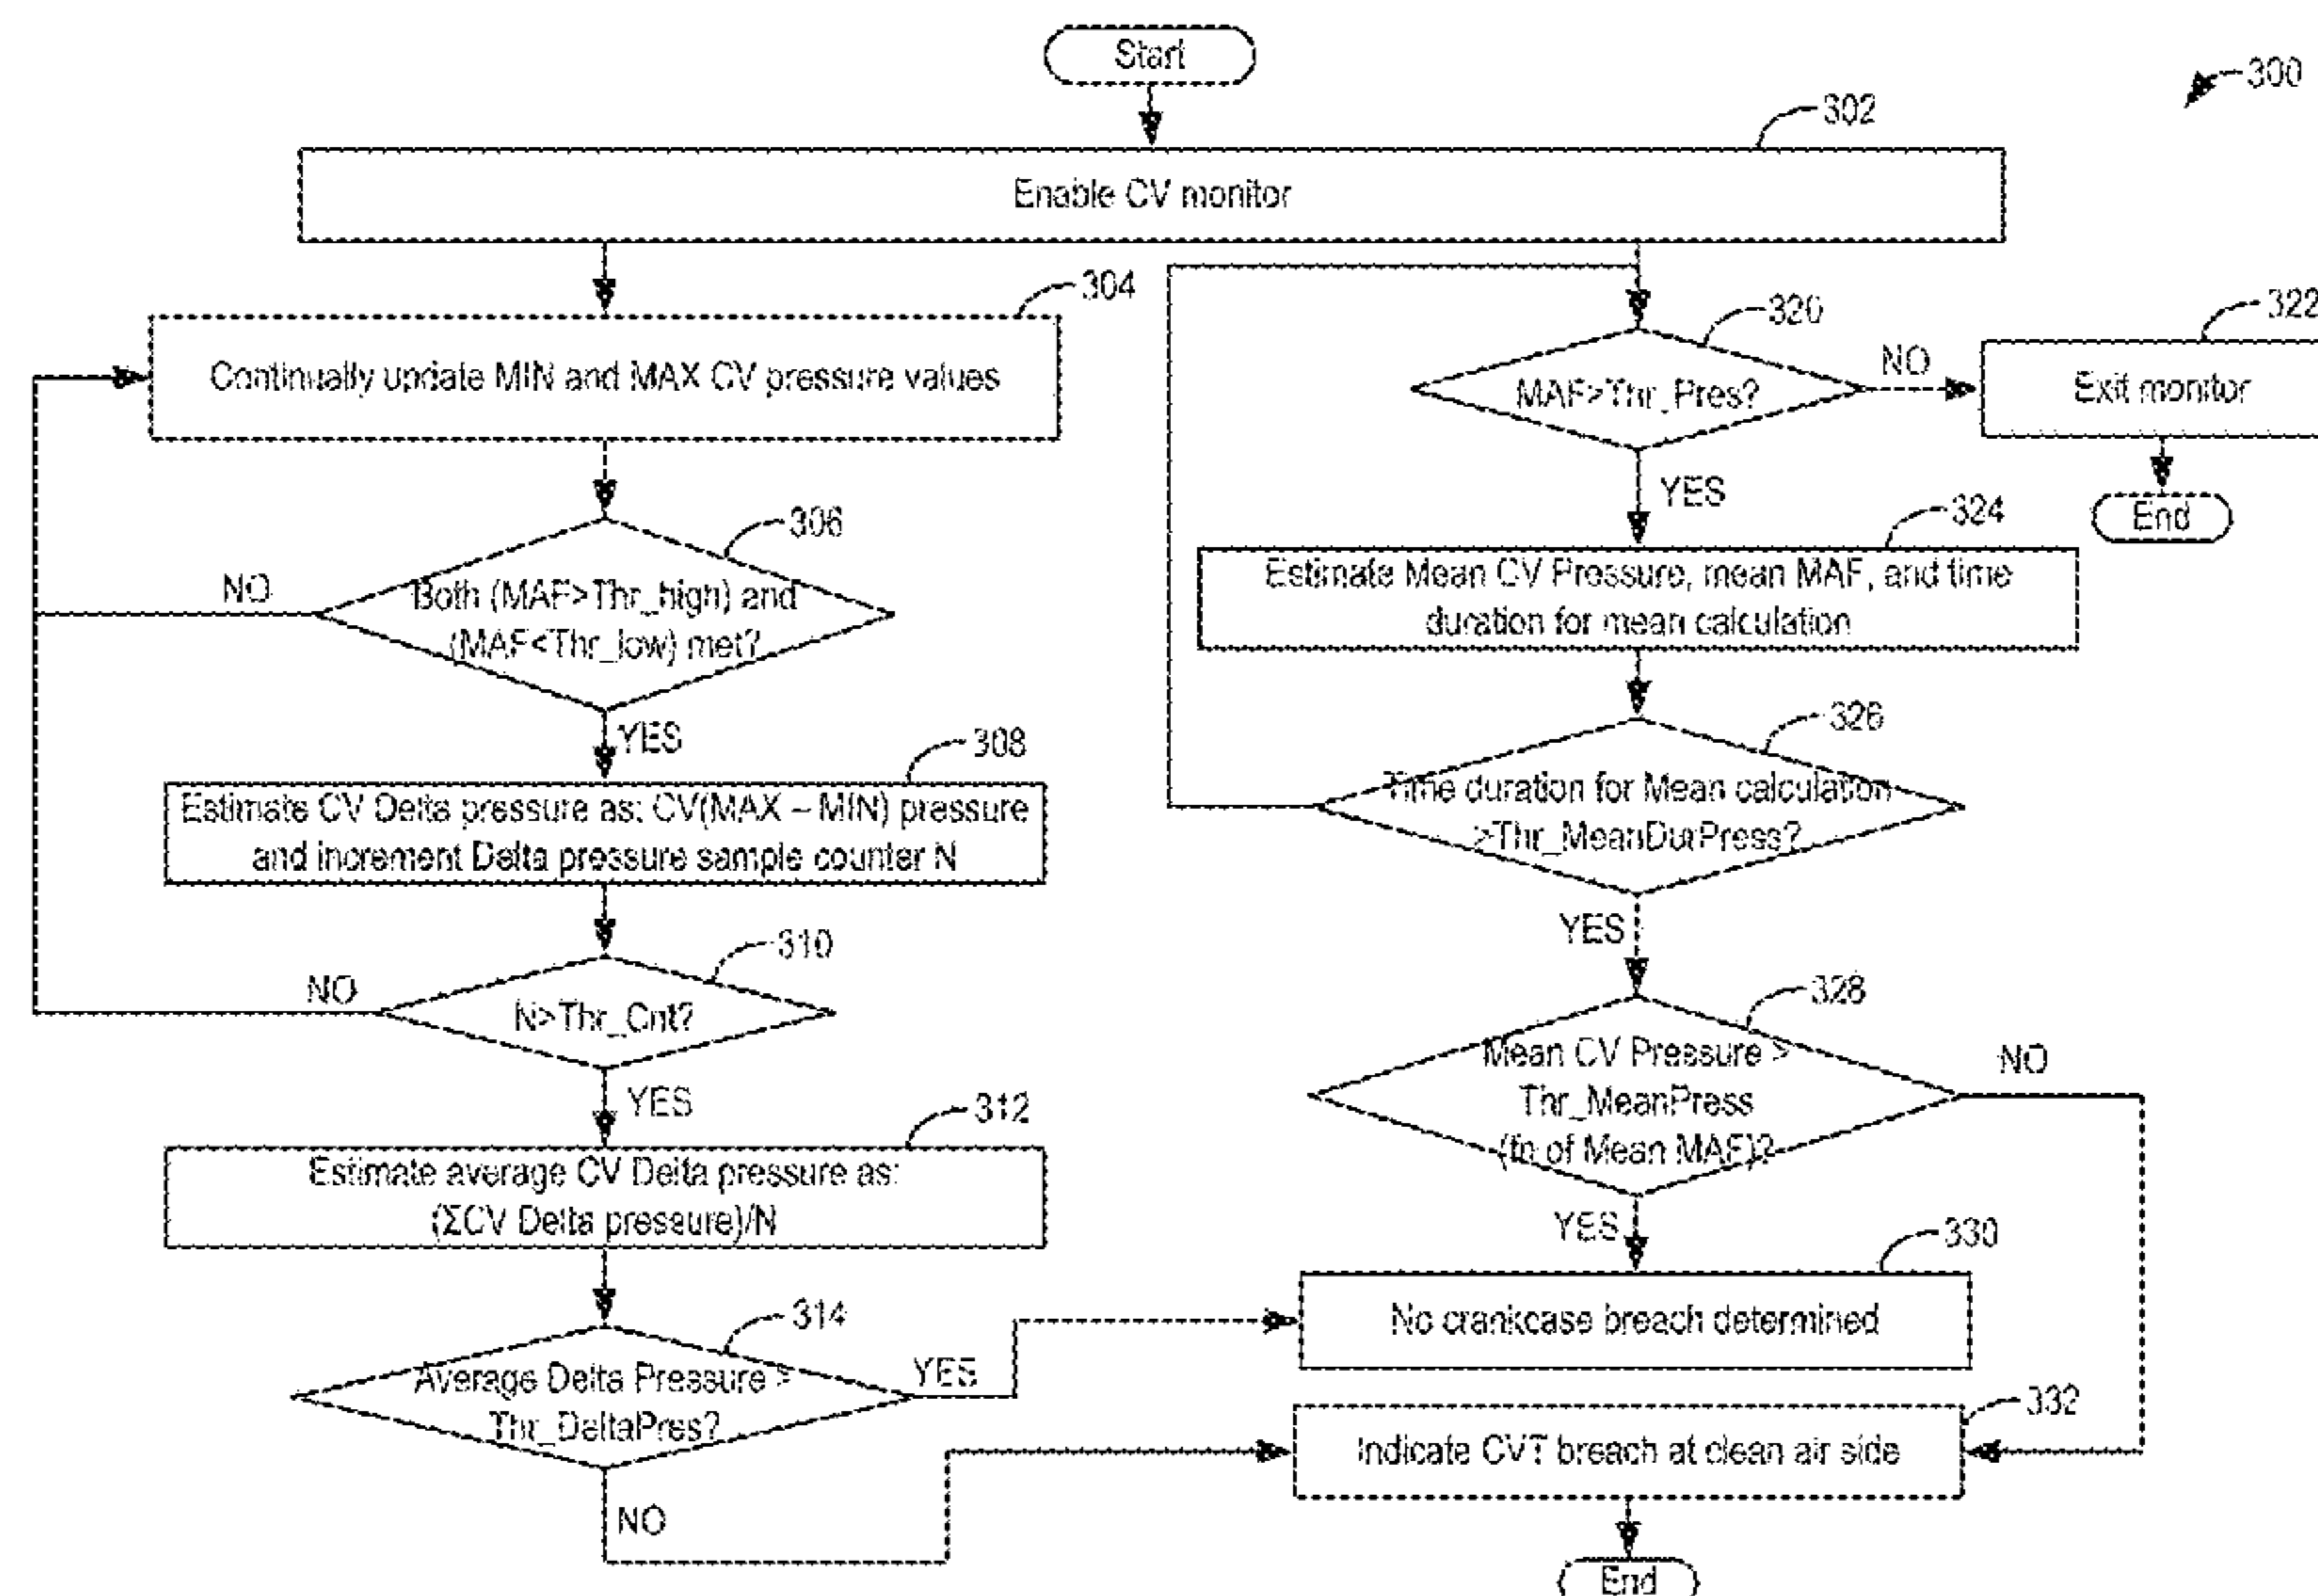 Start
300
302
Enable CV monitor
304
Continually update MIN and MAX CV pressure values
320
MAF>Thr_Pres?
NO
322
Exit monitor
End
YES
306
Both (MAF>Thr_high) and
(MAF<Thr_low) met?
NO
YES
324
Estimate Mean CV Pressure, mean MAF, and time
duration for mean calculation
326
Time duration for Mean calculation
>Thr_MeanDurPress?
YES
308
Estimate CV Delta pressure as: CV(MAX – MIN) pressure
and increment Delta pressure sample counter N
310
N>Thr_Cnt?
NO
YES
328
Mean CV Pressure >
Thr_MeanPress
(fn of Mean MAF)?
NO
YES
312
Estimate average CV Delta pressure as:
(ΣCV Delta pressure)/N
330
No crankcase breach determined
314
Average Delta Pressure >
Thr_DeltaPres?
YES
NO
332
Indicate CVT breach at clean air side
End